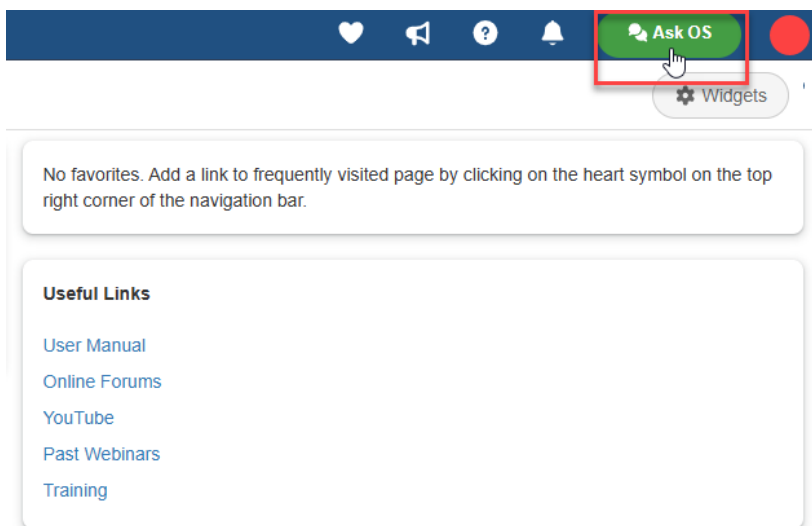 Ask OS
Widgets
No favorites. Add a link to frequently visited page by clicking on the heart symbol on the top
right corner of the navigation bar.
Useful Links
User Manual
Online Forums
YouTube
Past Webinars
Training